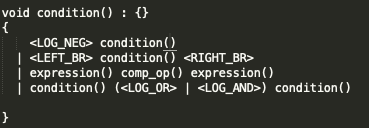 void condition() : {}
{
<LOG_NEG> condition()
| <LEFT_BR> condition() <RIGHT_BR>
| expression() comp_op() expression()
| condition() (<LOG_OR> | <LOG_AND>) condition()
}